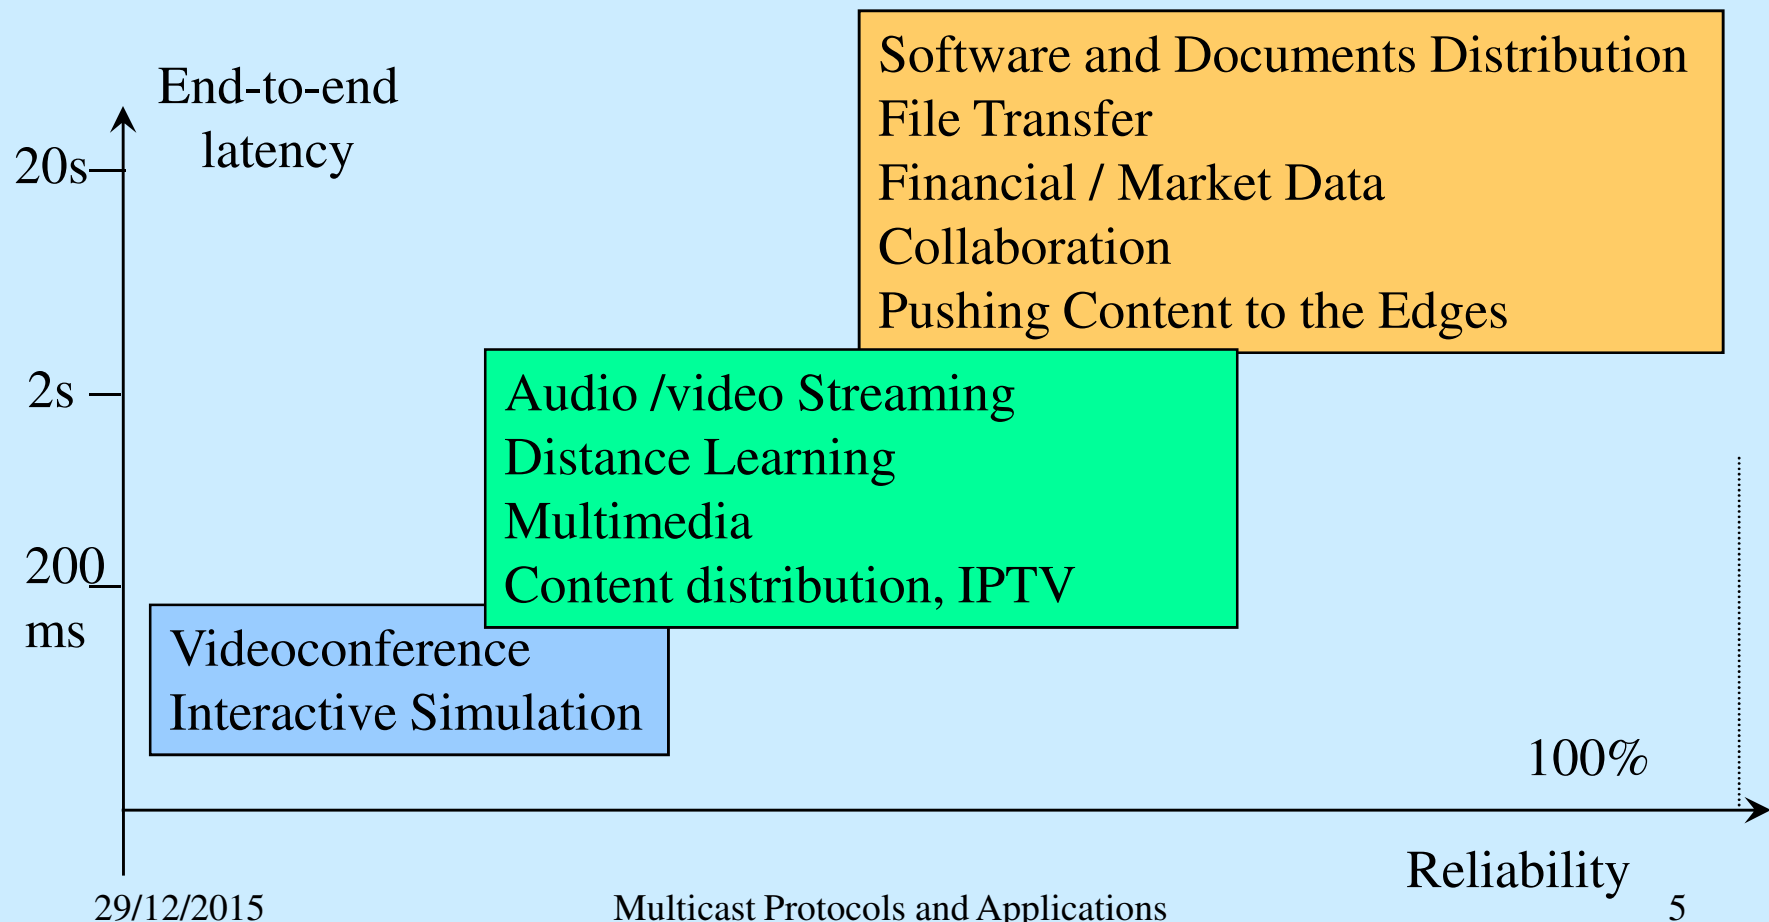 Software and Documents Distribution
File Transfer
Financial / Market Data
Collaboration
Pushing Content to the Edges
End-to-end
latency
20s
2s
200
ms
Audio /video Streaming
Distance Learning
Multimedia
Content distribution, IPTV
Videoconference
Interactive Simulation
100%
Reliability
29/12/2015
Multicast Protocols and Applications
5